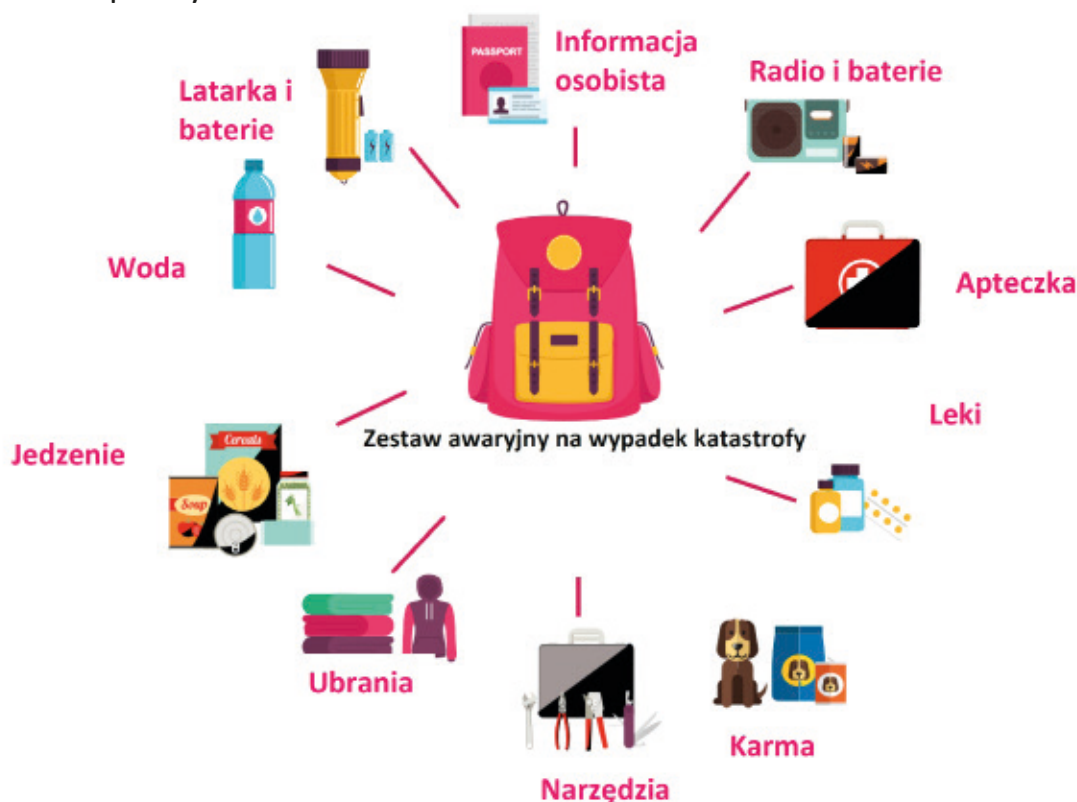 Informacja
osobista
PASSPORT
Radio i baterie
Latarka i
baterie
Woda
Apteczka
Leki
Zestaw awaryjny na wypadek katastrofy
Jedzenie
Cereals
Soup
Ubrania
Karma
Narzędzia